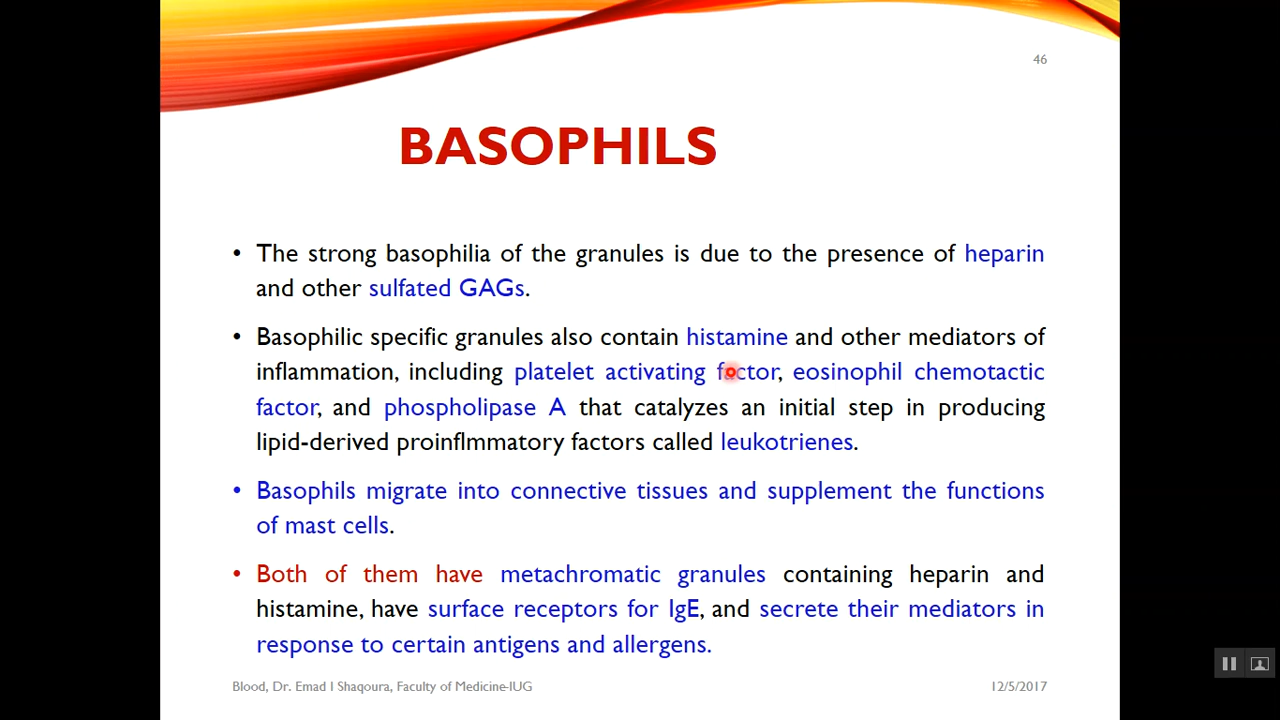 46
BASOPHILS
• The strong basophilia of the granules is due to the presence of heparin
and other sulfated GAGs.
• Basophilic specific granules also contain histamine and other mediators of
inflammation, including platelet activating factor, eosinophil chemotactic
factor, and phospholipase A that catalyzes an initial step in producing
lipid-derived proinflmmatory factors called leukotrienes.
• Basophils migrate into connective tissues and supplement the functions
of mast cells.
• Both of them have metachromatic granules containing heparin and
histamine, have surface receptors for IgE, and secrete their mediators in
response to certain antigens and allergens.
Blood, Dr. Emad I Shaqoura, Faculty of Medicine-IUG 12/5/2017